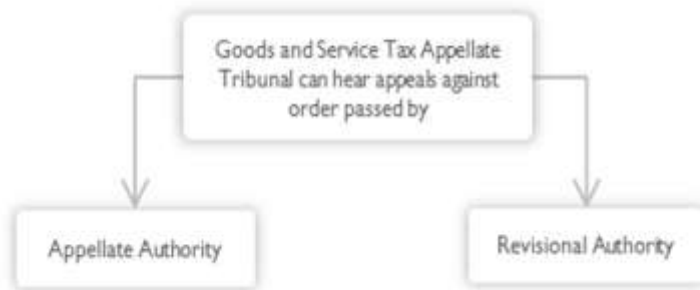 Goods and Service Tax Appellate
Tribunal can hear appeals against
order passed by
Appellate Authority
Revisional Authority